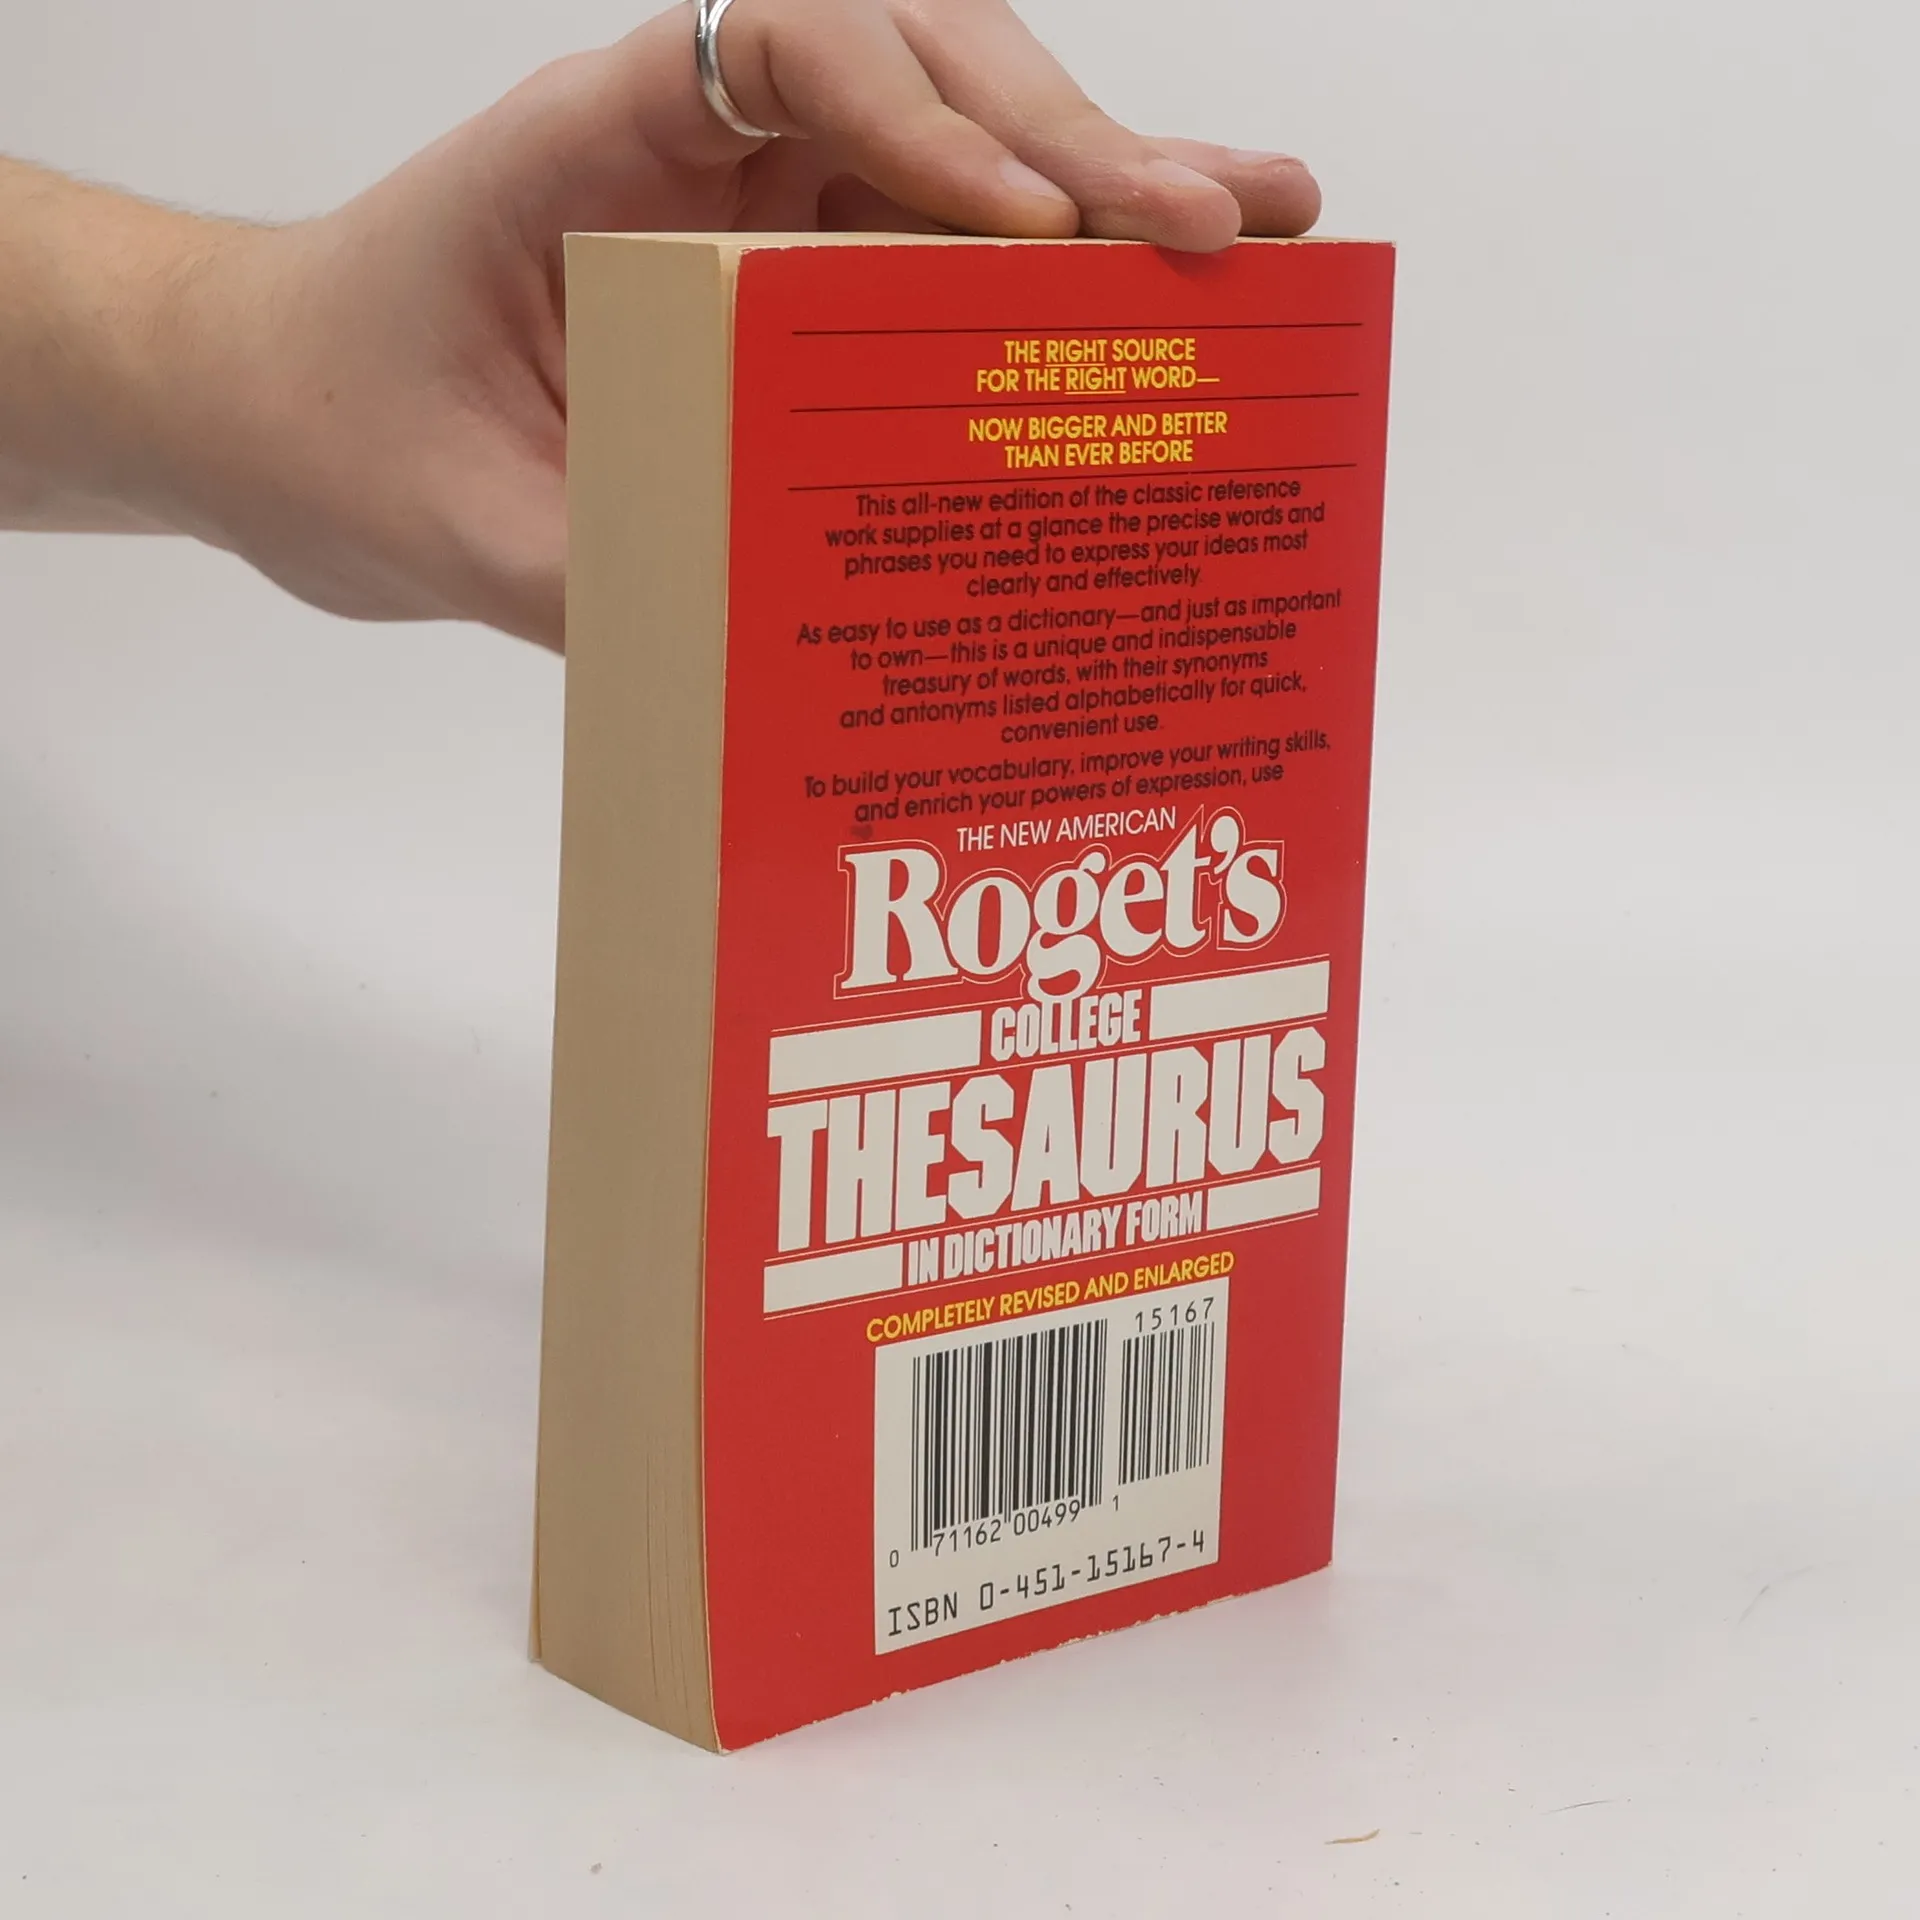 THE RIGHT SOURCE
FOR THE RIGHT WORD—
NOW BIGGER AND BETTER
THAN EVER BEFORE
This all-new edition of the classic reference
work supplies at a glance the precise words and
phrases you need to express your ideas most
clearly and effectively.
As easy to use as a dictionary—and just as important
to own—this is a unique and indispensable
treasury of words, with their synonyms
and antonyms listed alphabetically for quick,
convenient use.
To build your vocabulary, improve your writing skills,
and enrich your powers of expression, use
THE NEW AMERICAN
Roget's
COLLEGE
THESAURUS
IN DICTIONARY FORM
COMPLETELY REVISED AND ENLARGED
15167
0 71162 00499 1
ISBN 0-451-15167-4